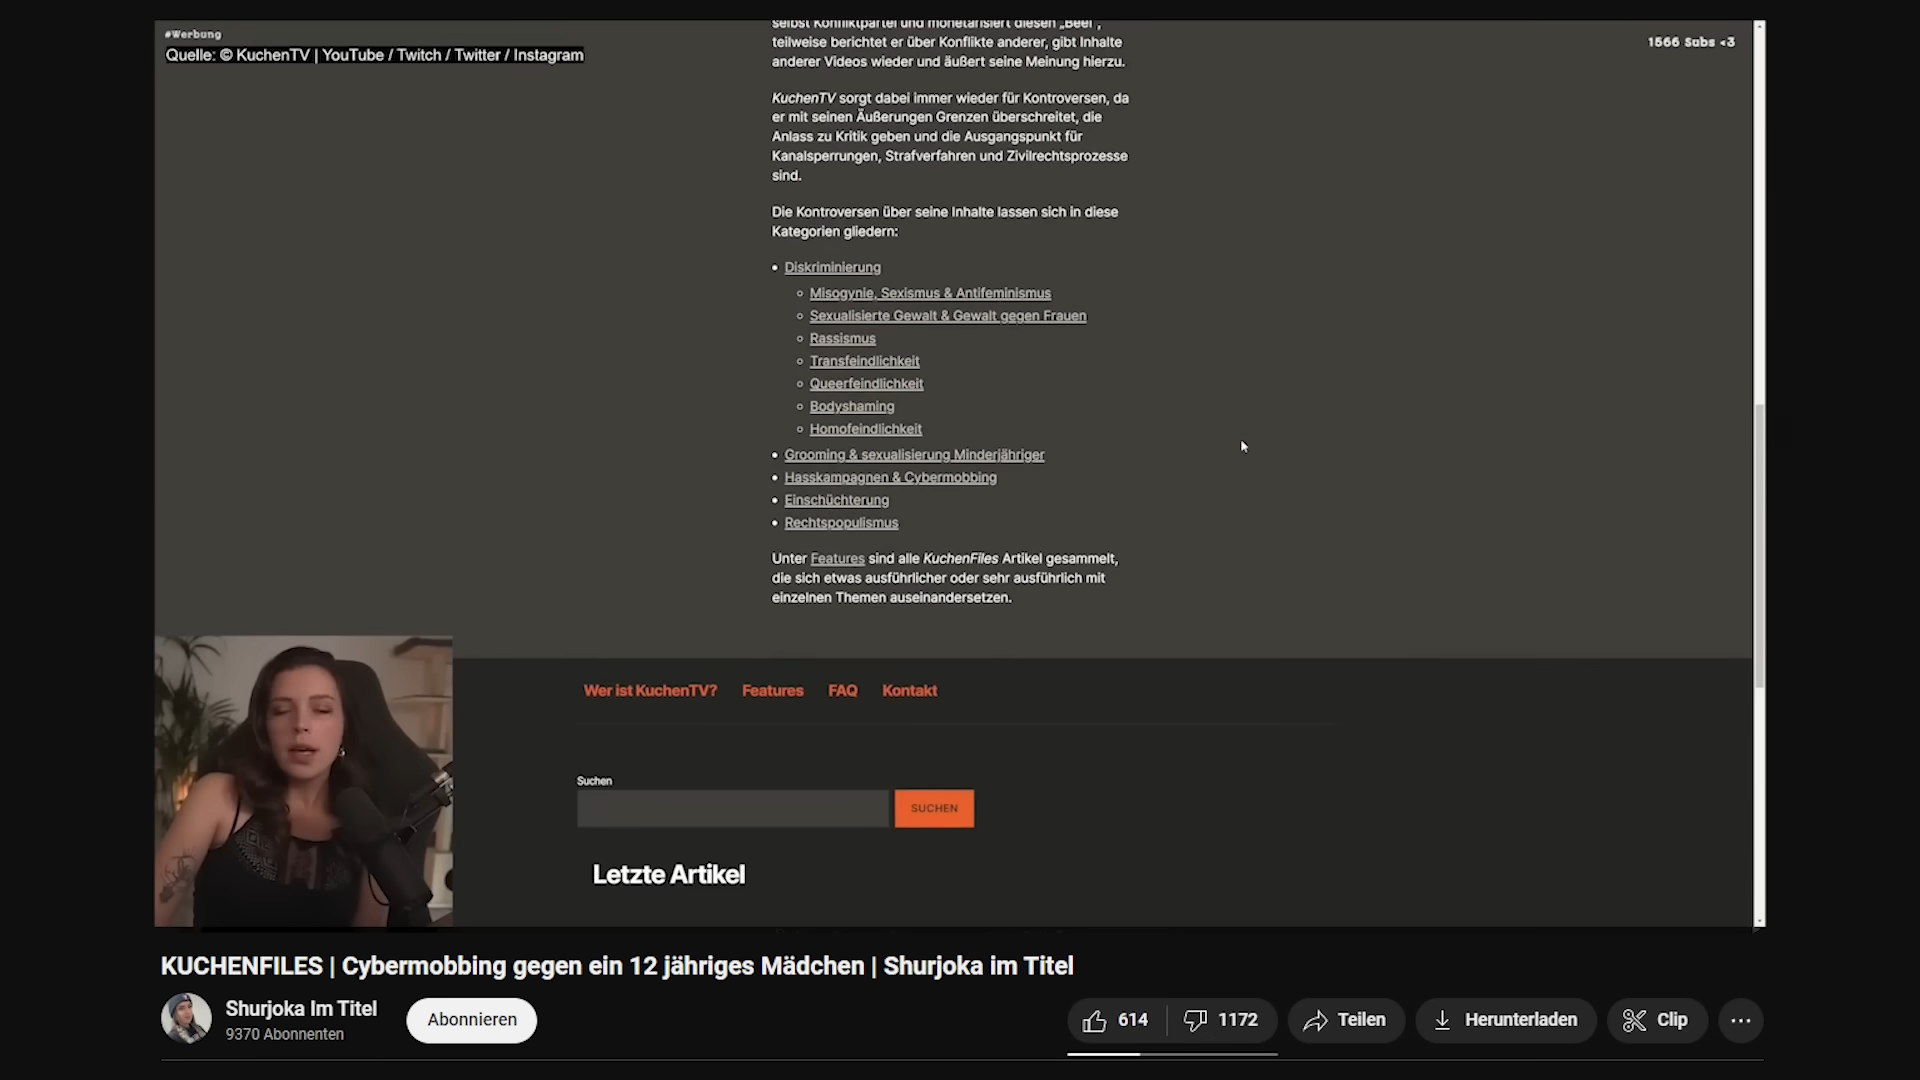 #Werbung
Quelle: © KuchenTV | YouTube / Twitch / Twitter / Instagram
1566 Subs <3
selbst Konfliktpartei und monetarisiert diesen „Beef",
teilweise berichtet er über Konflikte anderer, gibt Inhalte
anderer Videos wieder und äußert seine Meinung hierzu.
KuchenTV sorgt dabei immer wieder für Kontroversen, da
er mit seinen Äußerungen Grenzen überschreitet, die
Anlass zu Kritik geben und die Ausgangspunkt für
Kanalsperrungen, Strafverfahren und Zivilrechtsprozesse
sind.
Die Kontroversen über seine Inhalte lassen sich in diese
Kategorien gliedern:
• Diskriminierung
◦ Misogynie, Sexismus & Antifeminismus
◦ Sexualisierte Gewalt & Gewalt gegen Frauen
◦ Rassismus
◦ Transfeindlichkeit
◦ Queerfeindlichkeit
◦ Bodyshaming
◦ Homofeindlichkeit
• Grooming & sexualisierung Minderjähriger
• Hasskampagnen & Cybermobbing
• Einschüchterung
• Rechtspopulismus
Unter Features sind alle KuchenFiles Artikel gesammelt,
die sich etwas ausführlicher oder sehr ausführlich mit
einzelnen Themen auseinandersetzen.
Wer ist KuchenTV? Features FAQ Kontakt
Suchen
SUCHEN
Letzte Artikel
KUCHENFILES | Cybermobbing gegen ein 12 jähriges Mädchen | Shurjoka im Titel
Shurjoka Im Titel
9370 Abonnenten
Abonnieren
614
1172
Teilen
Herunterladen
Clip